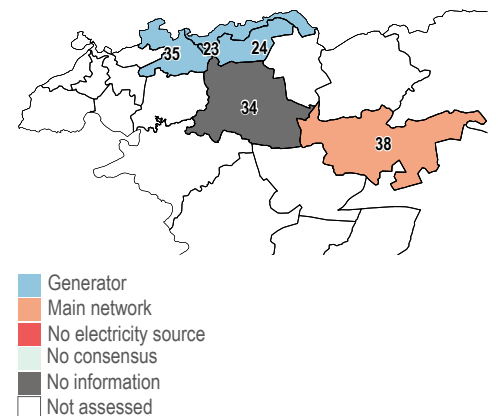 35 23 24
34
38
Generator
Main network
No electricity source
No consensus
No information
Not assessed